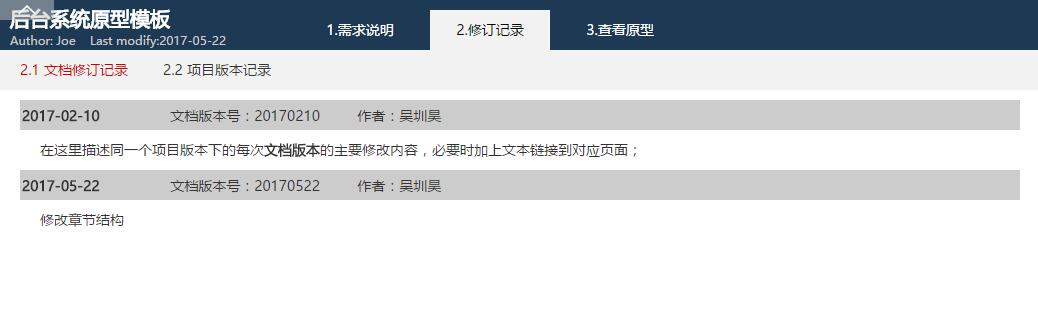 后台系统原型模板
Author: Joe Last modify:2017-05-22
1.需求说明 2.修订记录 3.查看原型
2.1 文档修订记录 2.2 项目版本记录
2017-02-10 文档版本号：20170210 作者：吴圳昊
在这里描述同一个项目版本下的每次文档版本的主要修改内容，必要时加上文本链接到对应页面；
2017-05-22 文档版本号：20170522 作者：吴圳昊
修改章节结构